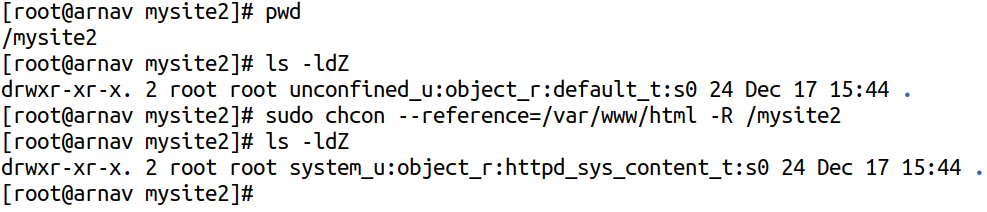 [root@arnav mysite2]# pwd
/mysite2
[root@arnav mysite2]# ls -ldZ
drwxr-xr-x. 2 root root unconfined_u:object_r:default_t:s0 24 Dec 17 15:44 .
[root@arnav mysite2]# sudo chcon --reference=/var/www/html -R /mysite2
[root@arnav mysite2]# ls -ldZ
drwxr-xr-x. 2 root root system_u:object_r:httpd_sys_content_t:s0 24 Dec 17 15:44 .
[root@arnav mysite2]#